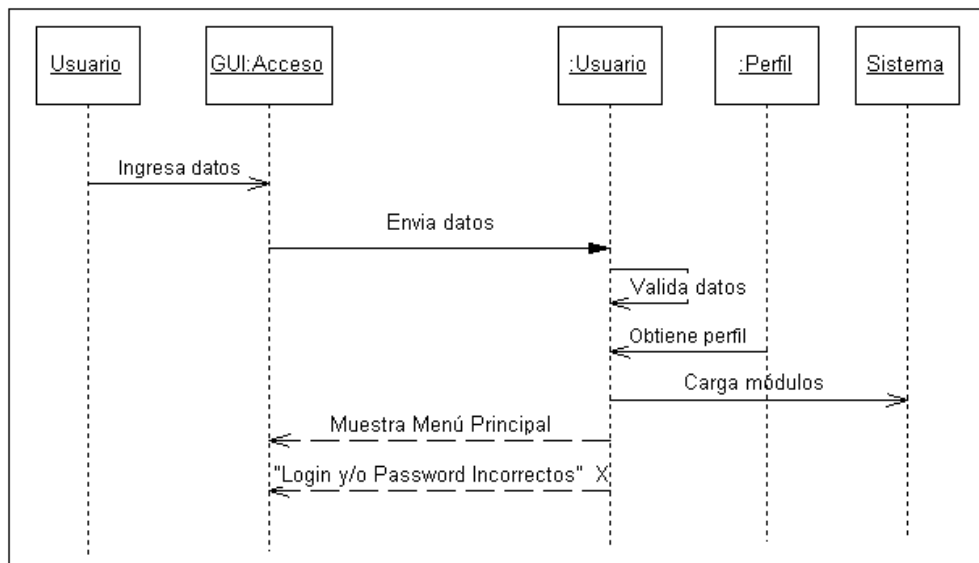 Usuario
GUI:Acceso
:Usuario
:Perfil
Sistema
Ingresa datos
Envia datos
Valida datos
Obtiene perfil
Carga módulos
Muestra Menú Principal
"Login y/o Password Incorrectos" X